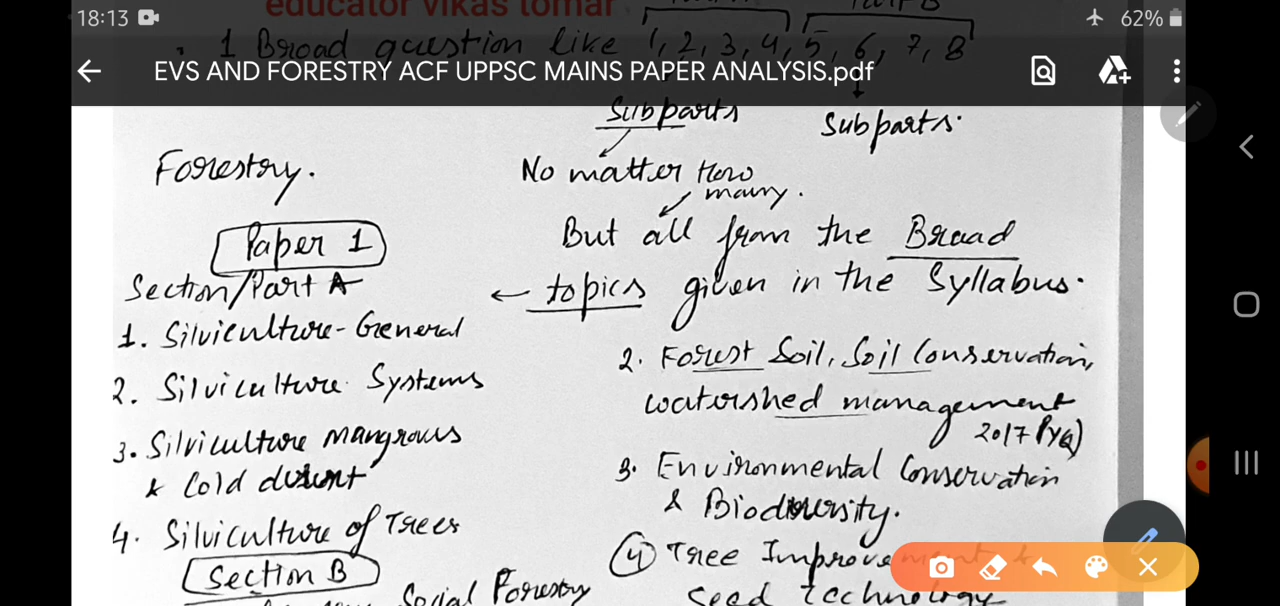 educator vikas tomar
18:13
62%
1 Broad question like 1, 2, 3, 4, 5, 6, 7, 8
EVS AND FORESTRY ACF UPPSC MAINS PAPER ANALYSIS.pdf
Subparts
Subparts.
Forestry.
No matter How
many.
But all from the Broad
topics given in the Syllabus.
Paper 1
Section/Part A
1. Silviculture-General
2. Silviculture Systems
3. Silviculture mangroves
& Cold desert
4. Silviculture of Trees
Section B
Social Forestry
2. Forest Soil, Soil Conservation,
watershed management
2017 PYQ)
3. Environmental Conservation
& Biodiversity.
(4) Tree Improvement &
Seed technology